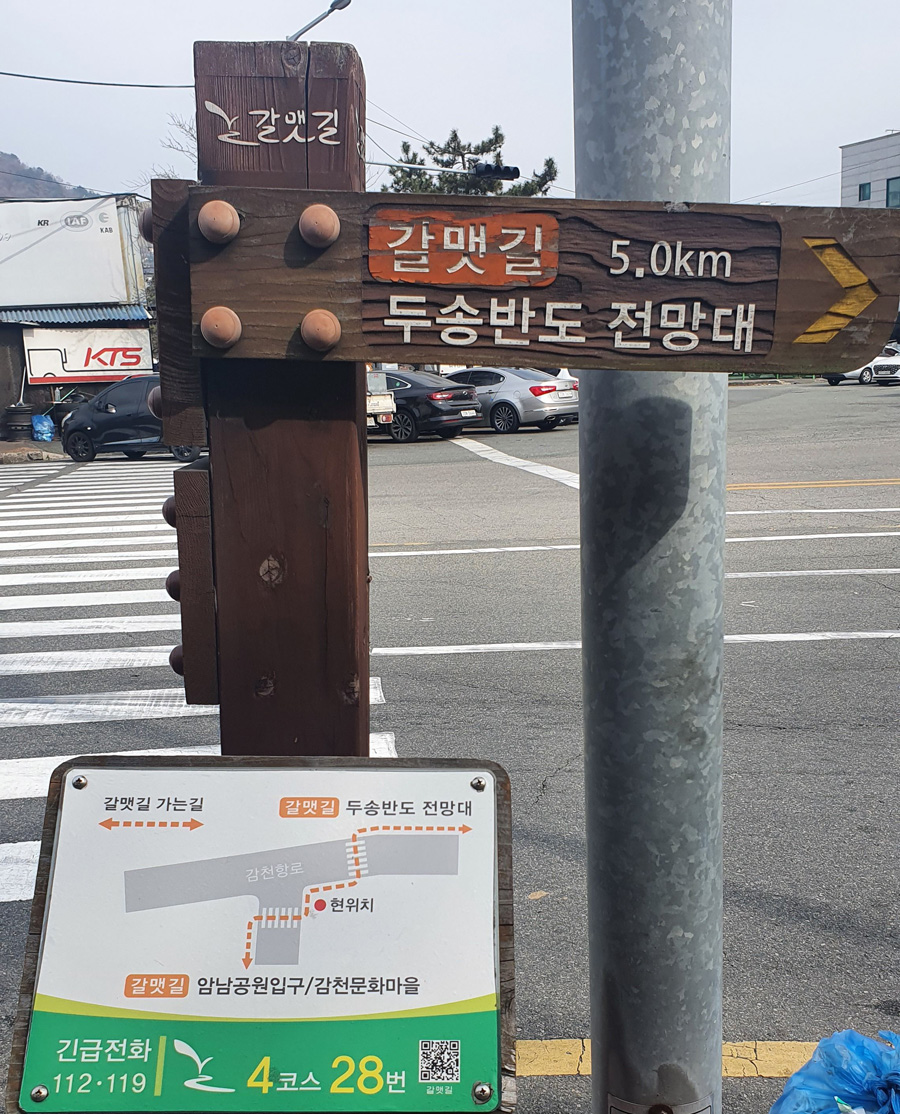 갈맷길
갈맷길 5.0km
두송반도 전망대
KR IAF KAB
KTS
갈맷길 가는길
갈맷길 두송반도 전망대
감천항로
현위치
갈맷길 암남공원입구/감천문화마을
긴급전화
112·119
4코스 28번
갈맷길